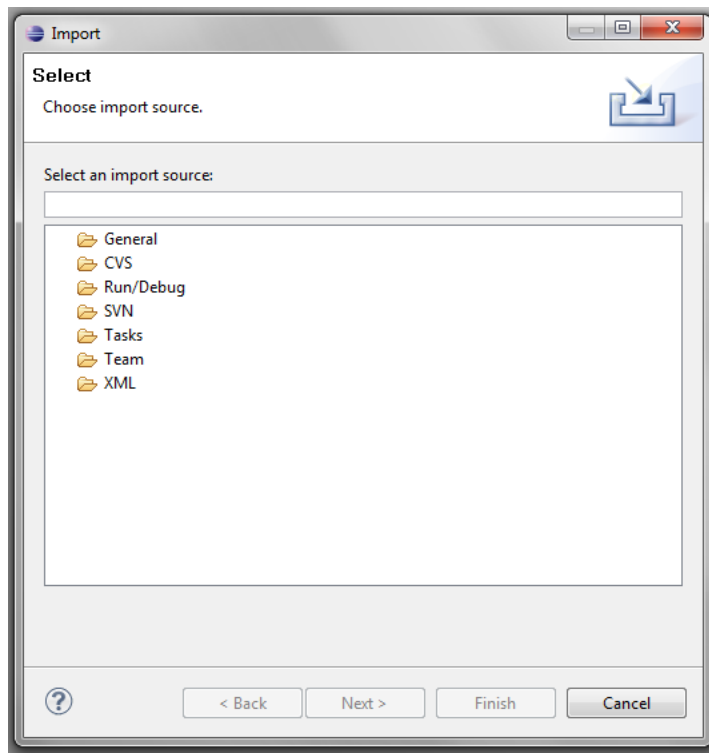 Import
Select
Choose import source.
Select an import source:
General
CVS
Run/Debug
SVN
Tasks
Team
XML
?
< Back
Next >
Finish
Cancel